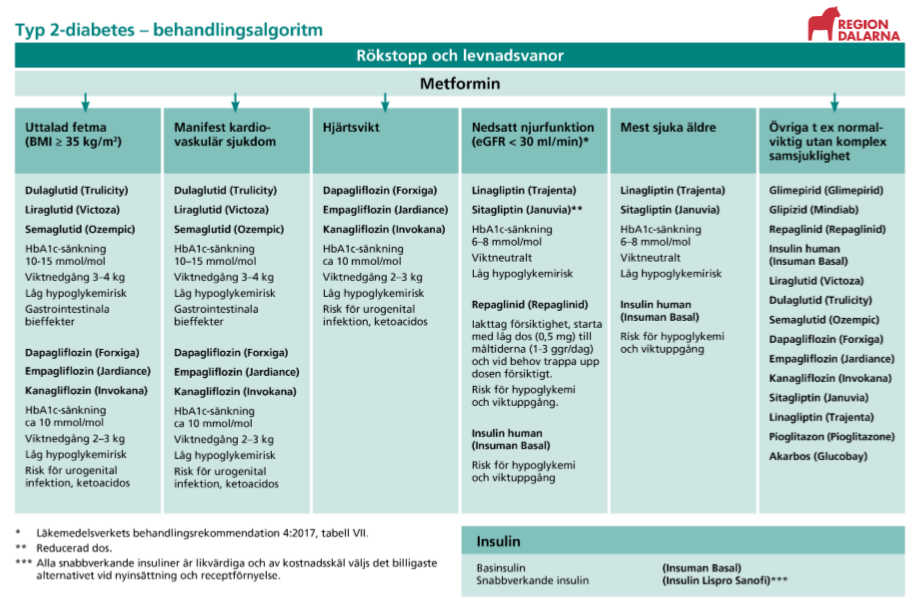 Typ 2-diabetes – behandlingsalgoritm
REGION
DALARNA
Rökstopp och levnadsvanor
Metformin
Uttalad fetma
(BMI ≥ 35 kg/m²)
Dulaglutid (Trulicity)
Liraglutid (Victoza)
Semaglutid (Ozempic)
HbA1c-sänkning
10-15 mmol/mol
Viktnedgång 3–4 kg
Låg hypoglykemirisk
Gastrointestinala
bieffekter
Dapagliflozin (Forxiga)
Empagliflozin (Jardiance)
Kanagliflozin (Invokana)
HbA1c-sänkning
ca 10 mmol/mol
Viktnedgång 2–3 kg
Låg hypoglykemirisk
Risk för urogenital
infektion, ketoacidos
Manifest kardio-
vaskulär sjukdom
Dulaglutid (Trulicity)
Liraglutid (Victoza)
Semaglutid (Ozempic)
HbA1c-sänkning
10–15 mmol/mol
Viktnedgång 3–4 kg
Låg hypoglykemirisk
Gastrointestinala
bieffekter
Dapagliflozin (Forxiga)
Empagliflozin (Jardiance)
Kanagliflozin (Invokana)
HbA1c-sänkning
ca 10 mmol/mol
Viktnedgång 2–3 kg
Låg hypoglykemirisk
Risk för urogenital
infektion, ketoacidos
Hjärtsvikt
Dapagliflozin (Forxiga)
Empagliflozin (Jardiance)
Kanagliflozin (Invokana)
HbA1c-sänkning
ca 10 mmol/mol
Viktnedgång 2–3 kg
Låg hypoglykemirisk
Risk för urogenital
infektion, ketoacidos
Nedsatt njurfunktion
(eGFR < 30 ml/min)*
Linagliptin (Trajenta)
Sitagliptin (Januvia)**
HbA1c-sänkning
6–8 mmol/mol
Viktneutralt
Låg hypoglykemirisk
Repaglinid (Repaglinid)
Iakttag försiktighet, starta
med låg dos (0,5 mg) till
måltiderna (1-3 ggr/dag)
och vid behov trappa upp
dosen försiktigt.
Risk för hypoglykemi
och viktuppgång.
Insulin human
(Insuman Basal)
Risk för hypoglykemi
och viktuppgång
Mest sjuka äldre
Linagliptin (Trajenta)
Sitagliptin (Januvia)
HbA1c-sänkning
6–8 mmol/mol
Viktneutralt
Låg hypoglykemirisk
Insulin human
(Insuman Basal)
Risk för hypoglykemi
och viktuppgång
Övriga t ex normal-
viktig utan komplex
samsjuklighet
Glimepirid (Glimepirid)
Glipizid (Mindiab)
Repaglinid (Repaglinid)
Insulin human
(Insuman Basal)
Liraglutid (Victoza)
Dulaglutid (Trulicity)
Semaglutid (Ozempic)
Dapagliflozin (Forxiga)
Empagliflozin (Jardiance)
Kanagliflozin (Invokana)
Sitagliptin (Januvia)
Linagliptin (Trajenta)
Pioglitazon (Pioglitazone)
Akarbos (Glucobay)
* Läkemedelsverkets behandlingsrekommendation 4:2017, tabell VII.
** Reducerad dos.
*** Alla snabbverkande insuliner är likvärdiga och av kostnadsskäl väljs det billigaste
alternativet vid nyinsättning och receptförnyelse.
Insulin
Basinsulin (Insuman Basal)
Snabbverkande insulin (Insulin Lispro Sanofi)***